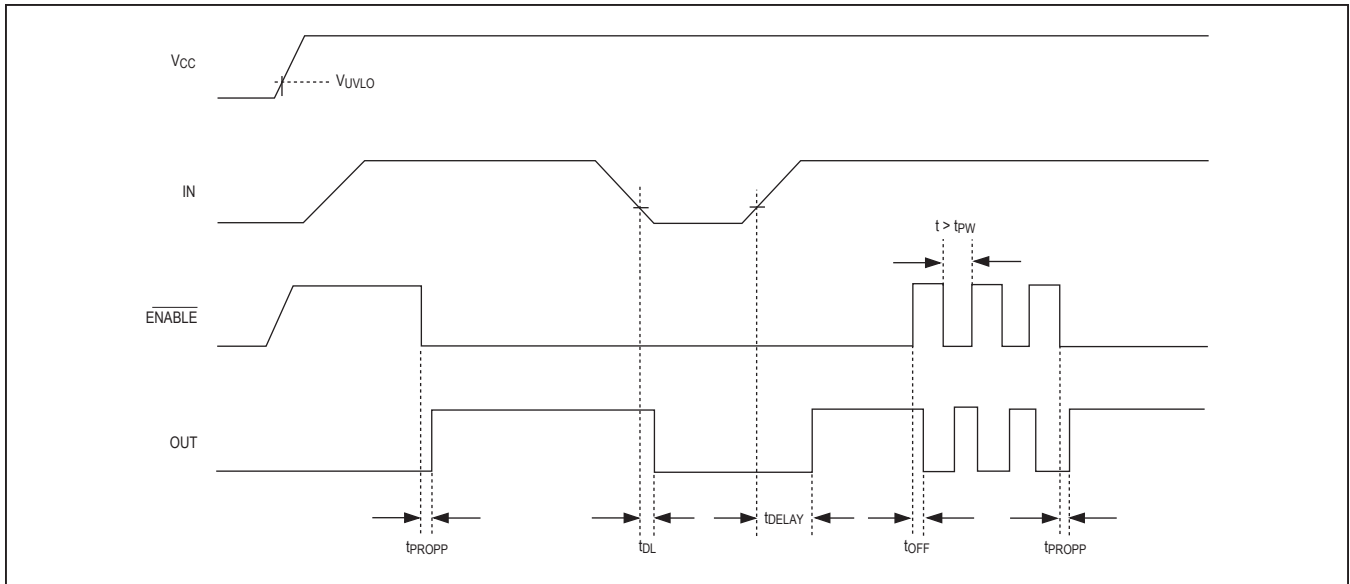 VCC
VUVLO
IN
t > tPW
ENABLE
OUT
tDELAY
tPROPP
tDL
tOFF
tPROPP